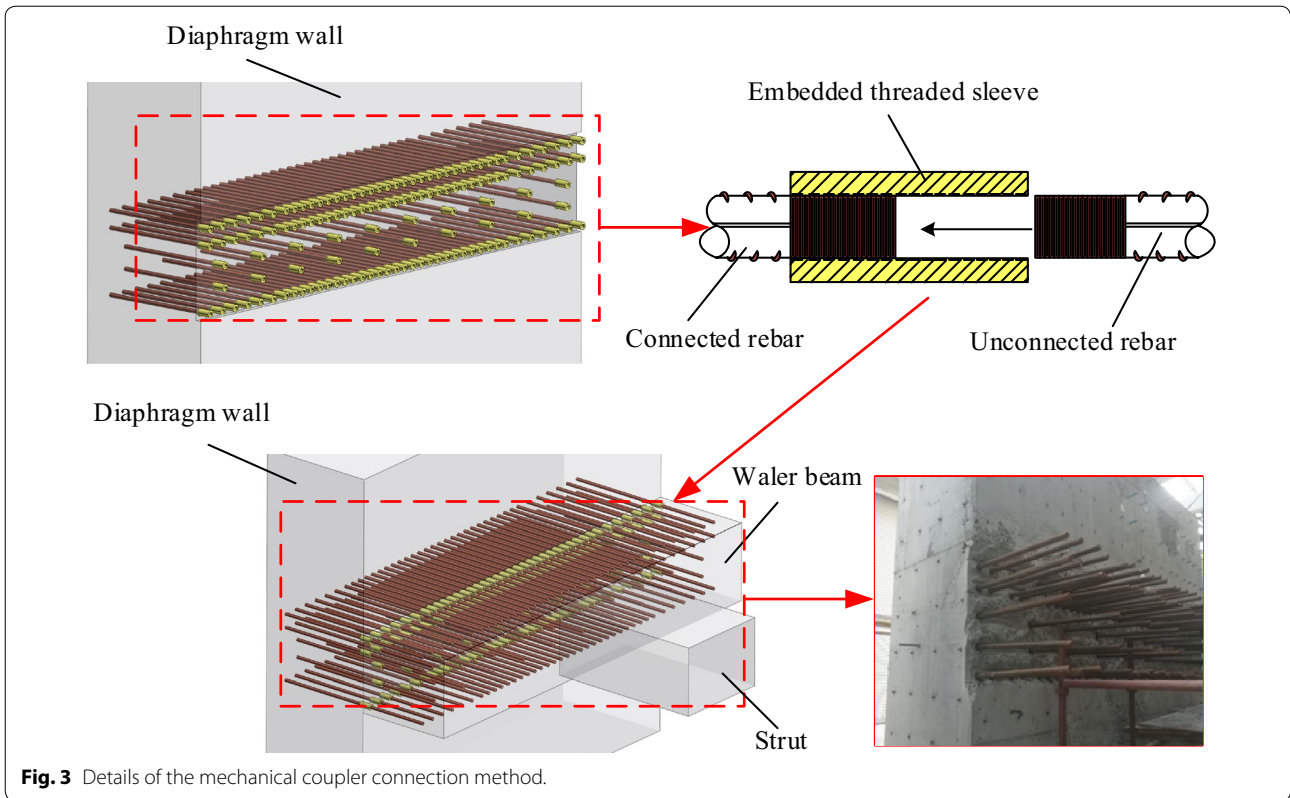 Diaphragm wall
Embedded threaded sleeve
Connected rebar
Unconnected rebar
Diaphragm wall
Waler beam
Strut
Fig. 3 Details of the mechanical coupler connection method.